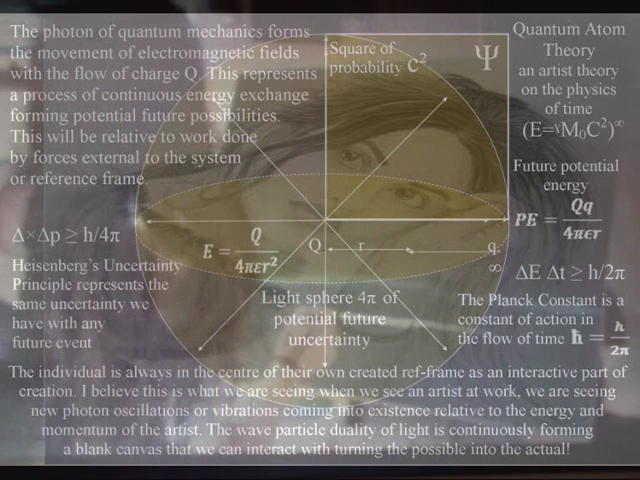 The photon of quantum mechanics forms
the movement of electromagnetic fields
with the flow of charge Q. This represents
a process of continuous energy exchange
forming potential future possibilities.
This will be relative to work done
by forces external to the system
or reference frame.
Square of
probability c²
Ψ
Quantum Atom
Theory
an artist theory
on the physics
of time
(E=ᵞM₀C²)∞
Future potential
energy
PE = Qq / 4πεr
Δ×Δp ≥ h/4π
E = Q / 4πεr²
Q
r
q
∞
ΔE Δt ≥ h/2π
Heisenberg's Uncertainty
Principle represents the
same uncertainty we
have with any
future event
Light sphere 4π of
potential future
uncertainty
The Planck Constant is a
constant of action in
the flow of time ħ = h / 2π
The individual is always in the centre of their own created ref-frame as an interactive part of
creation. I believe this is what we are seeing when we see an artist at work, we are seeing
new photon oscillations or vibrations coming into existence relative to the energy and
momentum of the artist. The wave particle duality of light is continuously forming
a blank canvas that we can interact with turning the possible into the actual!